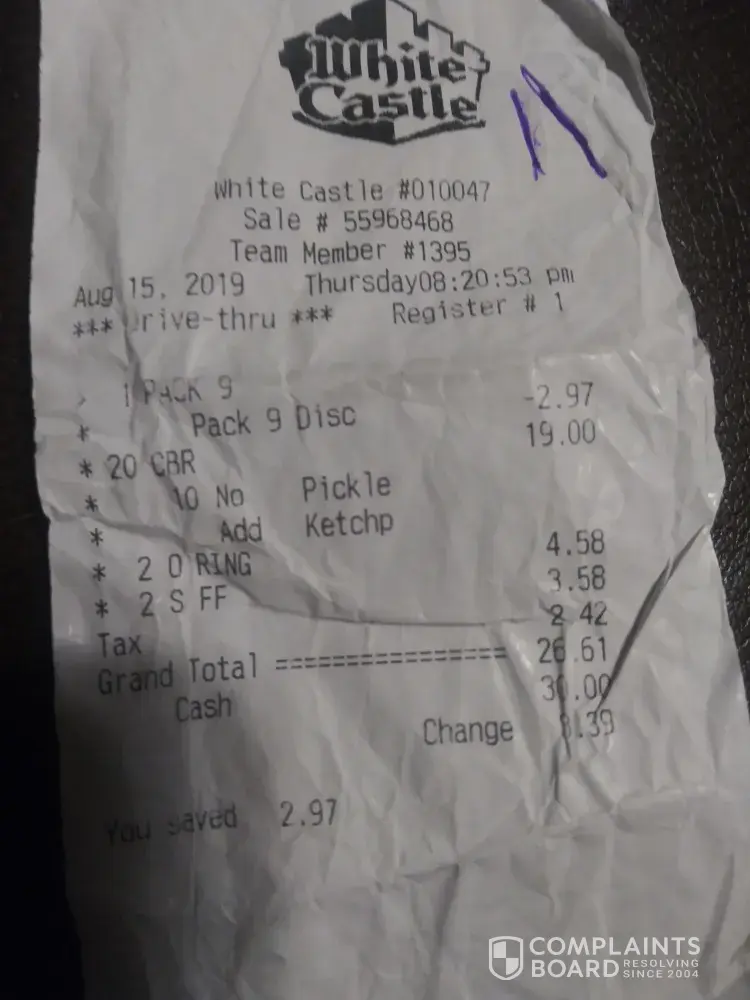 White
Castle
White Castle #010047
Sale # 55968468
Team Member #1395
Aug 15, 2019 Thursday08:20:53 pm
*** Drive-thru *** Register # 1
1 PACK 9
* Pack 9 Disc -2.97
* 20 CBR 19.00
* 10 No Pickle
* Add Ketchp
* 2 O RING 4.58
* 2 S FF 3.58
Tax 2.42
Grand Total ================ 26.61
Cash 30.00
Change 3.39
You saved 2.97
COMPLAINTS
BOARD RESOLVING
SINCE 2004